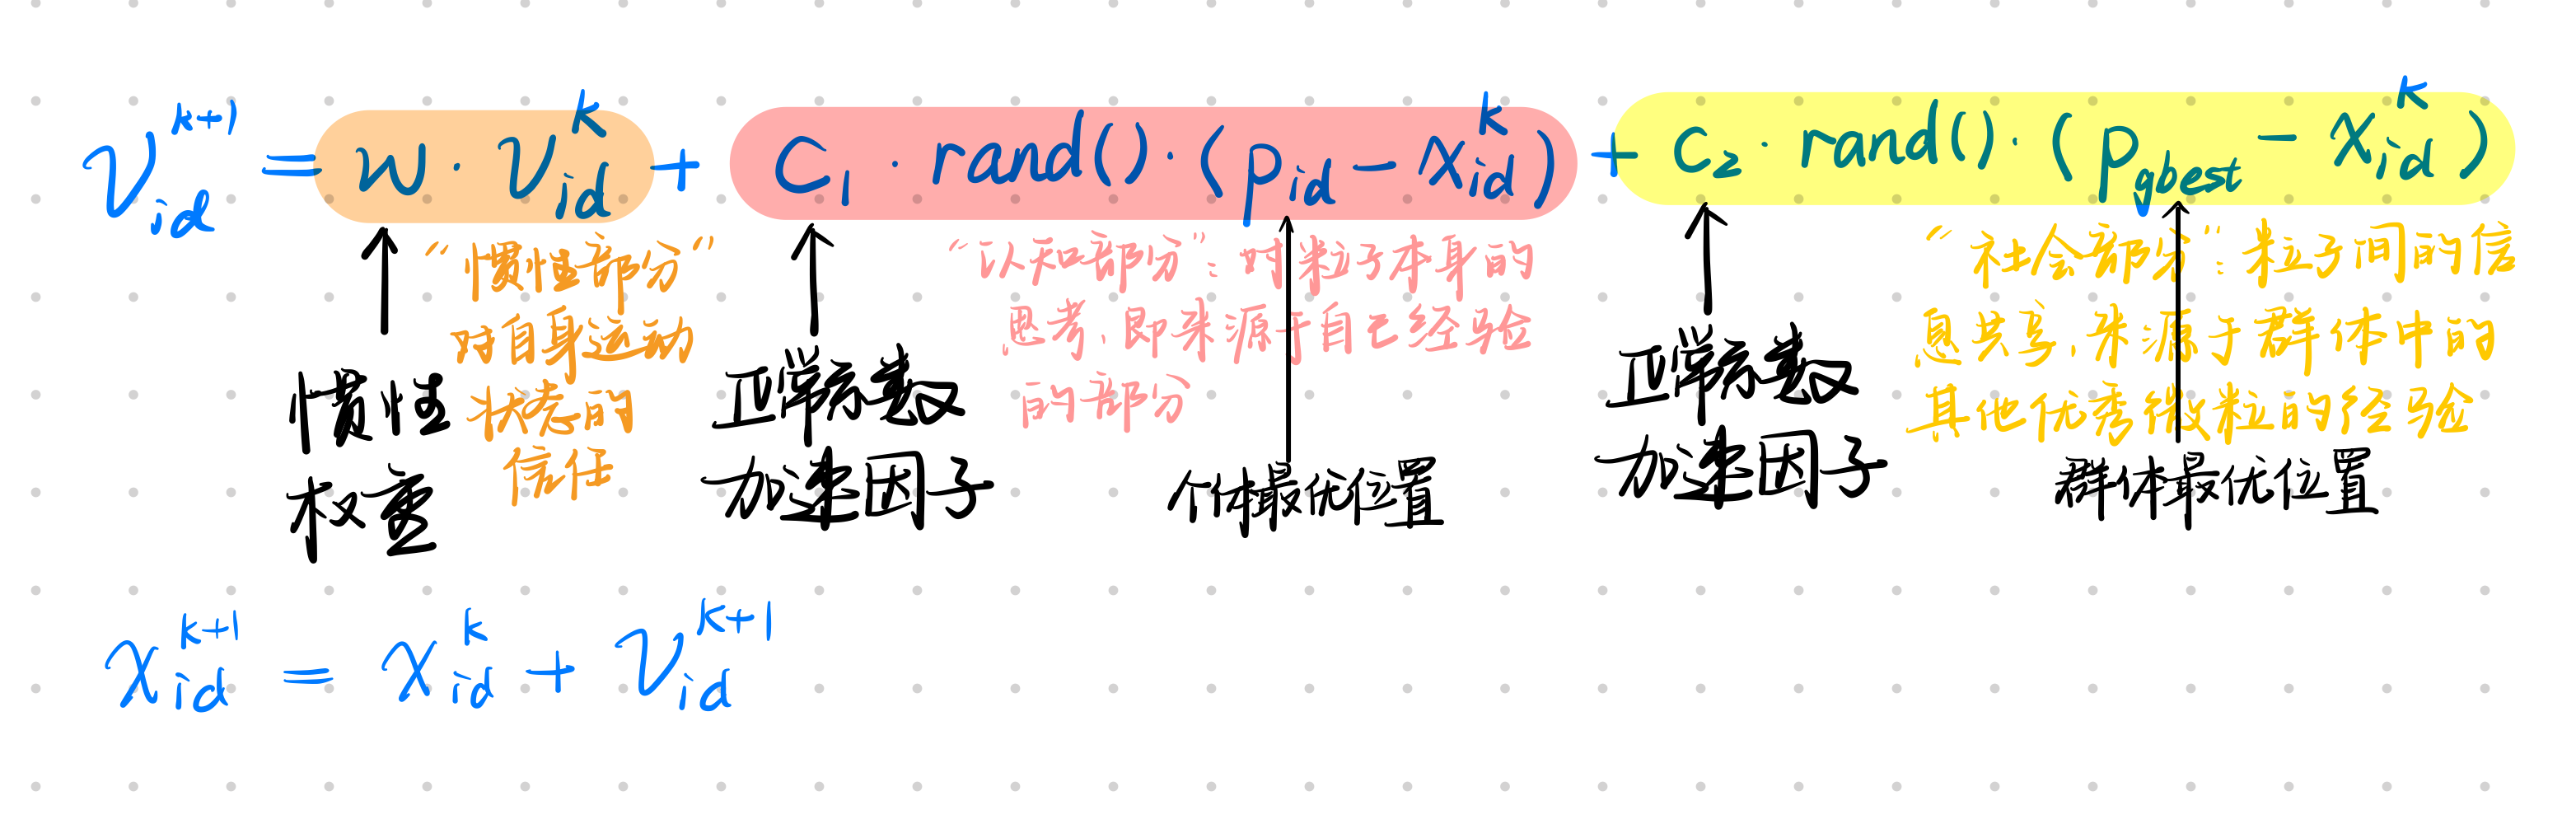 v_{id}^{k+1} = w · v_{id}^{k} + c_1 · rand() · (p_{id} - x_{id}^{k}) + c_2 · rand() · (p_{gbest} - x_{id}^{k})
惯性
权重
“惯性部分”
对自身运动
状态的
信任
正常系数
加速因子
“认知部分”：对粒子本身的
思考，即来源于自己经验
的部分
个体最优位置
正常系数
加速因子
“社会部分”：粒子间的信
息共享，来源于群体中的
其他优秀微粒的经验
群体最优位置
x_{id}^{k+1} = x_{id}^{k} + v_{id}^{k+1}